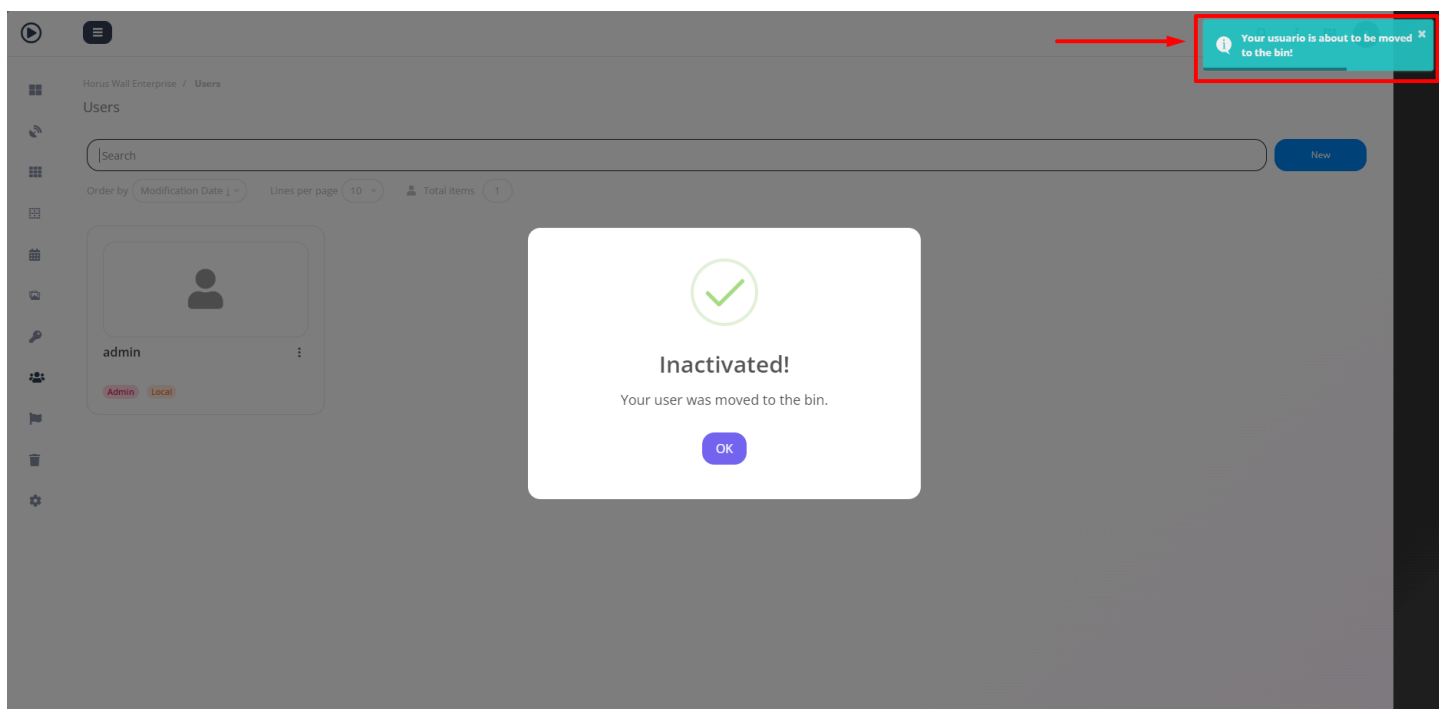 Your usuario is about to be moved
to the bin!
Horus Wall Enterprise / Users
Users
Search
New
Order by Modification Date ↓ Lines per page 10 Total items 1
admin
Admin Local
Inactivated!
Your user was moved to the bin.
OK